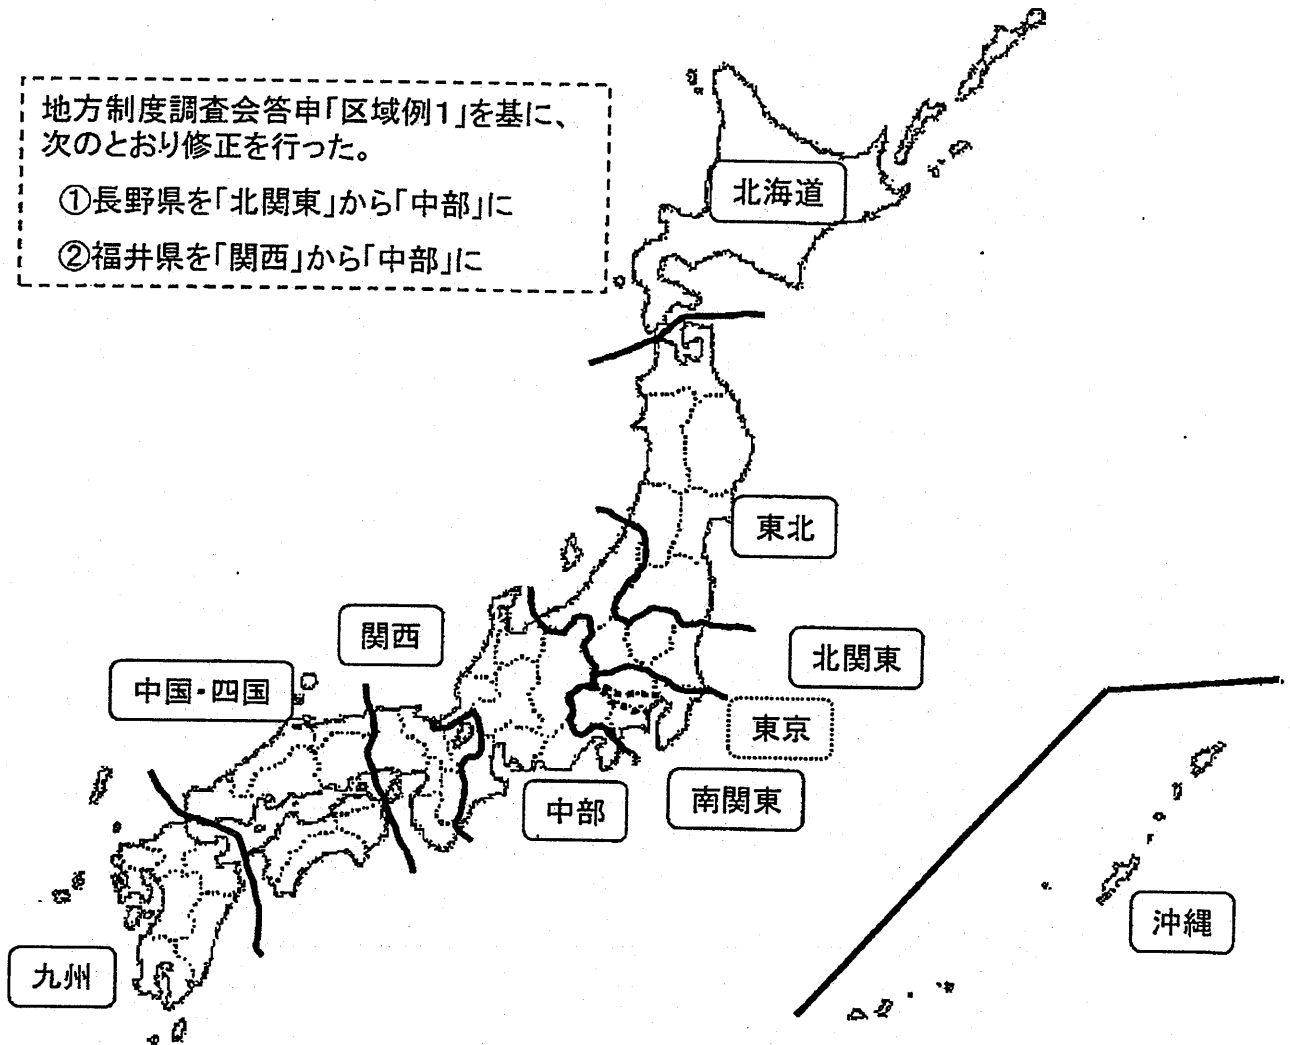 地方制度調査会答申「区域例1」を基に、
次のとおり修正を行った。
①長野県を「北関東」から「中部」に
②福井県を「関西」から「中部」に
北海道
東北
関西
北関東
中国・四国
東京
南関東
中部
沖縄
九州